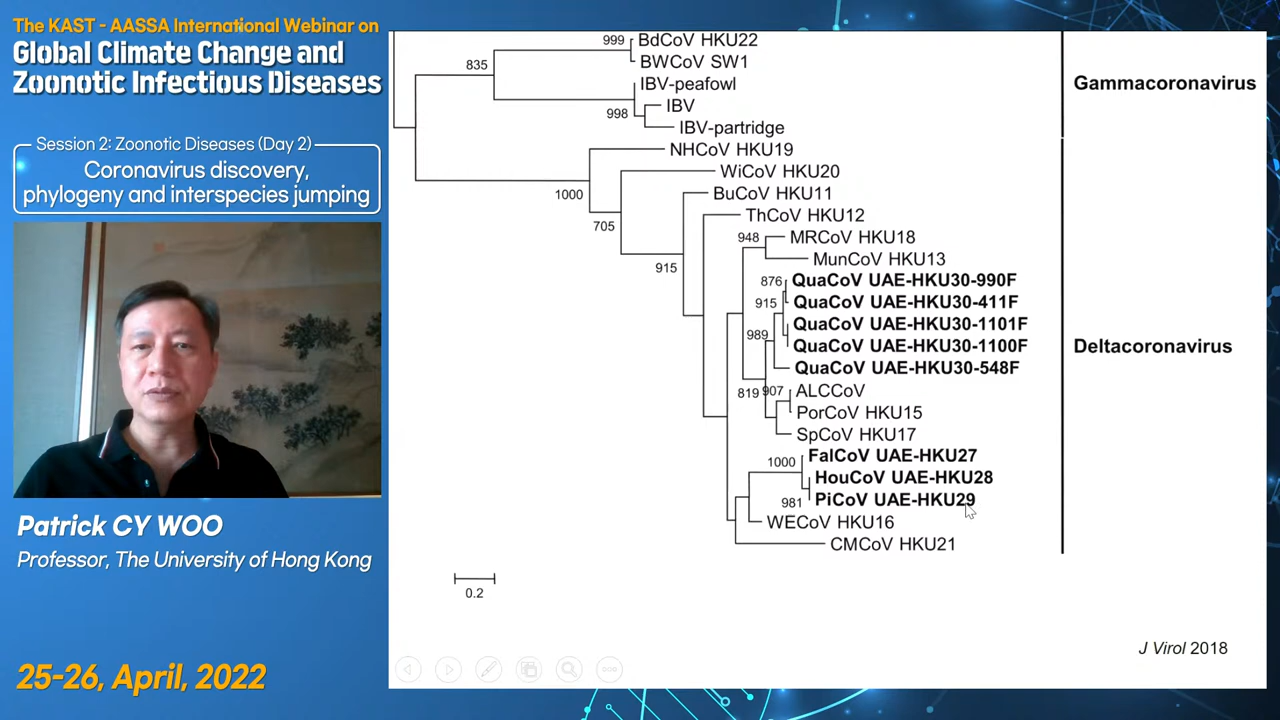 The KAST - AASSA International Webinar on
Global Climate Change and
Zoonotic Infectious Diseases
Session 2: Zoonotic Diseases (Day 2)
Coronavirus discovery,
phylogeny and interspecies jumping
Patrick CY WOO
Professor, The University of Hong Kong
25-26, April, 2022
999
BdCoV HKU22
BWCoV SW1
835
IBV-peafowl
IBV
998
IBV-partridge
Gammacoronavirus
NHCoV HKU19
1000
WiCoV HKU20
705
BuCoV HKU11
915
ThCoV HKU12
948
MRCoV HKU18
MunCoV HKU13
876
QuaCoV UAE-HKU30-990F
915
QuaCoV UAE-HKU30-411F
QuaCoV UAE-HKU30-1101F
989
QuaCoV UAE-HKU30-1100F
QuaCoV UAE-HKU30-548F
819
907
ALCCoV
PorCoV HKU15
SpCoV HKU17
FalCoV UAE-HKU27
1000
HouCoV UAE-HKU28
981
PiCoV UAE-HKU29
WECoV HKU16
CMCoV HKU21
Deltacoronavirus
0.2
J Virol 2018